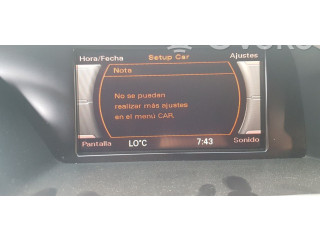 Hora/Fecha Setup Car Ajustes
Nota
No se pueden
realizar más ajustes
en el menú CAR.
Pantalla LO°C 7:43 Sonido